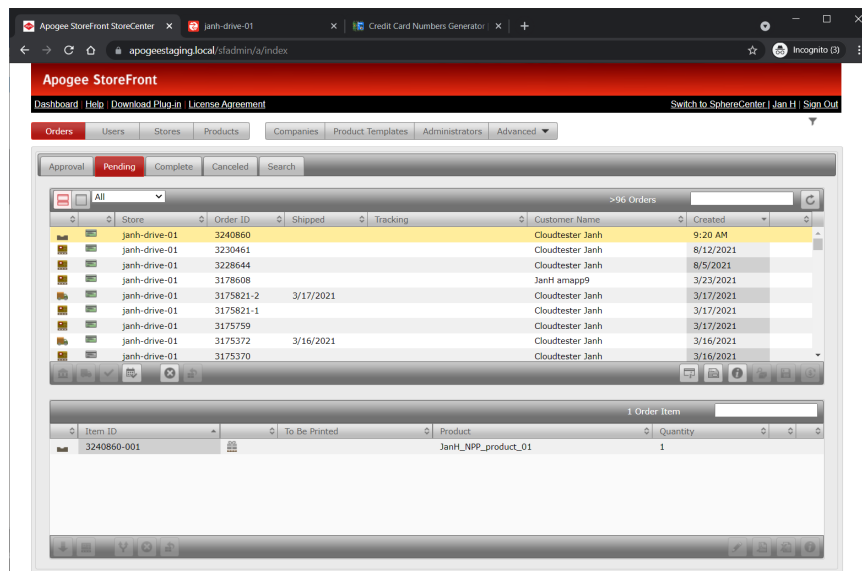 Apogee StoreFront StoreCenter janh-drive-01 Credit Card Numbers Generator
apogeestaging.local/sfadmin/a/index Incognito (3)
Apogee StoreFront
Dashboard | Help | Download Plug-in | License Agreement Switch to SphereCenter | Jan H | Sign Out
Orders Users Stores Products Companies Product Templates Administrators Advanced
Approval Pending Complete Canceled Search
All >96 Orders
Store Order ID Shipped Tracking Customer Name Created
janh-drive-01 3240860 Cloudtester Janh 9:20 AM
janh-drive-01 3230461 Cloudtester Janh 8/12/2021
janh-drive-01 3228644 Cloudtester Janh 8/5/2021
janh-drive-01 3178608 JanH amapp9 3/23/2021
janh-drive-01 3175821-2 3/17/2021 Cloudtester Janh 3/17/2021
janh-drive-01 3175821-1 Cloudtester Janh 3/17/2021
janh-drive-01 3175759 Cloudtester Janh 3/17/2021
janh-drive-01 3175372 3/16/2021 Cloudtester Janh 3/16/2021
janh-drive-01 3175370 Cloudtester Janh 3/16/2021
1 Order Item
Item ID To Be Printed Product Quantity
3240860-001 JanH_NPP_product_01 1